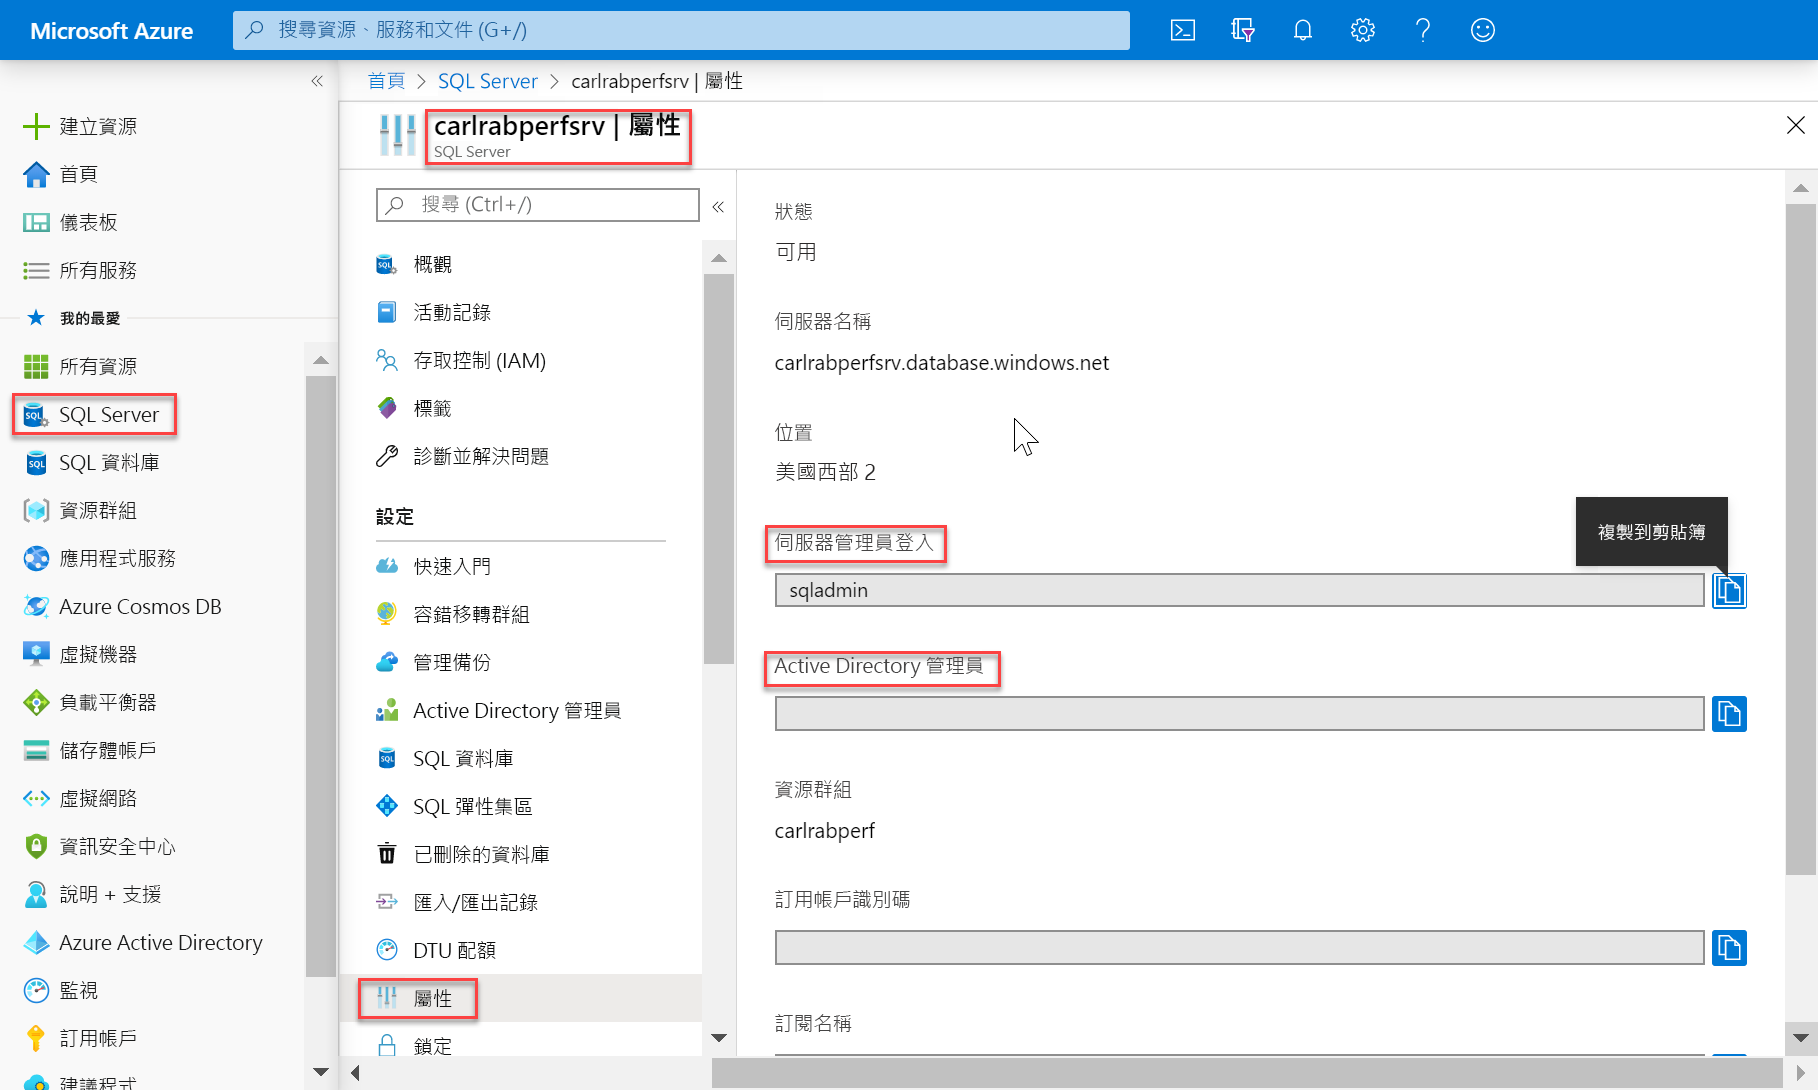 Microsoft Azure
搜尋資源、服務和文件 (G+/)
首頁 > SQL Server > carlrabperfsrv | 屬性
建立資源
首頁
儀表板
所有服務
我的最愛
所有資源
SQL Server
SQL 資料庫
資源群組
應用程式服務
Azure Cosmos DB
虛擬機器
負載平衡器
儲存體帳戶
虛擬網路
資訊安全中心
說明 + 支援
Azure Active Directory
監視
訂用帳戶
建議程式
carlrabperfsrv | 屬性
SQL Server
搜尋 (Ctrl+/)
概觀
活動記錄
存取控制 (IAM)
標籤
診斷並解決問題
設定
快速入門
容錯移轉群組
管理備份
Active Directory 管理員
SQL 資料庫
SQL 彈性集區
已刪除的資料庫
匯入/匯出記錄
DTU 配額
屬性
鎖定
狀態
可用
伺服器名稱
carlrabperfsrv.database.windows.net
位置
美國西部 2
伺服器管理員登入
複製到剪貼簿
sqladmin
Active Directory 管理員
資源群組
carlrabperf
訂用帳戶識別碼
訂閱名稱